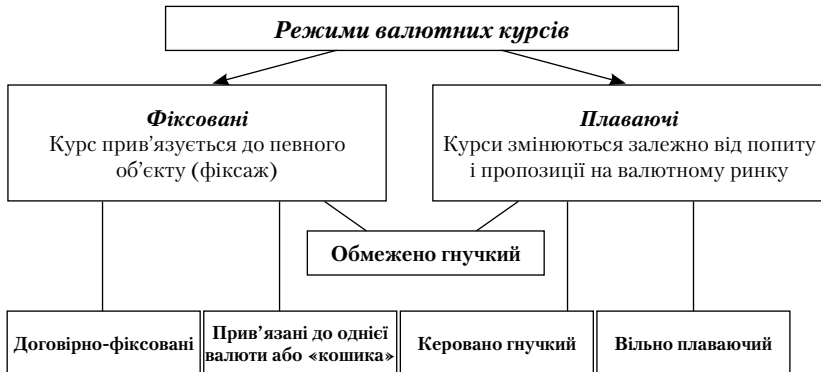 Режими валютних курсів
Фіксовані
Курс прив’язується до певного
об’єкту (фіксаж)
Плаваючі
Курси змінюються залежно від попиту
і пропозиції на валютному ринку
Обмежено гнучкий
Договірно-фіксовані
Прив’язані до однієї
валюти або «кошика»
Керовано гнучкий
Вільно плаваючий